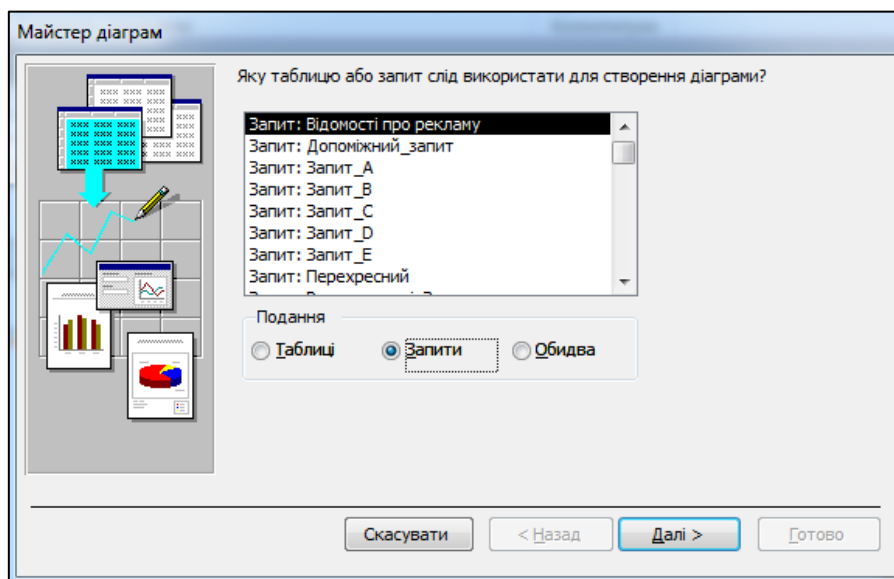 Майстер діаграм
Яку таблицю або запит слід використати для створення діаграми?
Запит: Відомості про рекламу
Запит: Допоміжний_запит
Запит: Запит_A
Запит: Запит_B
Запит: Запит_C
Запит: Запит_D
Запит: Запит_E
Запит: Перехресний
Подання
Таблиці Запити Обидва
Скасувати < Назад Далі > Готово